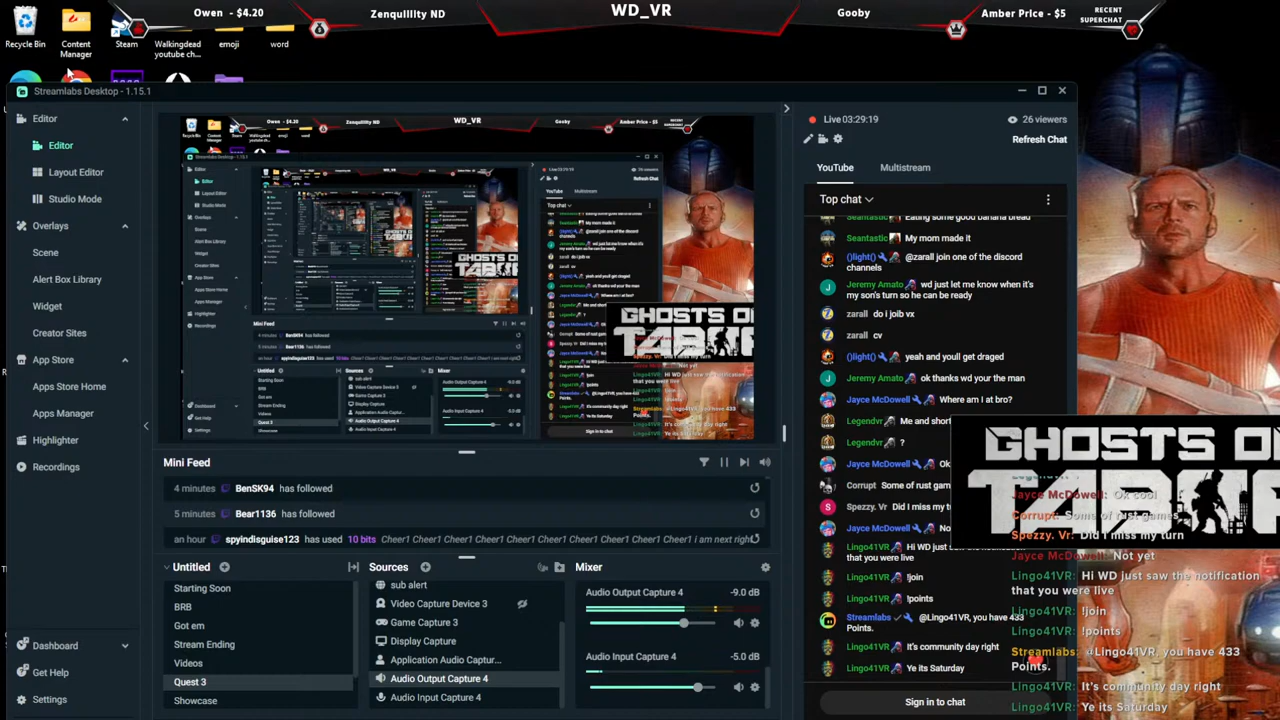 Owen - $4.20
Zenquillity ND
WD_VR
Gooby
Amber Price - $5
RECENT
SUPERCHAT
Recycle Bin
Content
Manager
Steam
Walkingdead
youtube ch...
emoji
word
Streamlabs Desktop - 1.15.1
Editor
Editor
Layout Editor
Studio Mode
Overlays
Scene
Alert Box Library
Widget
Creator Sites
App Store
Apps Store Home
Apps Manager
Highlighter
Recordings
Dashboard
Get Help
Settings
Mini Feed
4 minutes BenSK94 has followed
5 minutes Bear1136 has followed
an hour spyindisguise123 has used 10 bits Cheer1 Cheer1 Cheer1 Cheer1 Cheer1 Cheer1 Cheer1 i am next right
Untitled
Starting Soon
BRB
Got em
Stream Ending
Videos
Quest 3
Showcase
Sources
sub alert
Video Capture Device 3
Game Capture 3
Display Capture
Application Audio Captur...
Audio Output Capture 4
Audio Input Capture 4
Mixer
Audio Output Capture 4 -9.0 dB
Audio Input Capture 4 -5.0 dB
Live 03:29:19
26 viewers
Refresh Chat
YouTube
Multistream
Top chat
Seantastic Eating some good banana bread
Seantastic My mom made it
()light() @zarall join one of the discord
channels
Jeremy Amato wd just let me know when it's
my son's turn so he can be ready
zarall do i joib vx
zarall cv
()light() yeah and youll get draged
Jeremy Amato ok thanks wd your the man
Jayce McDowell Where am I at bro?
Legendvr Me and short
Legendvr ?
Jayce McDowell Ok
Corrupt Some of rust gam
Spezzy. Vr Did I miss my t
Jayce McDowell No
Lingo41VR
Hi WD just saw the notification
that you were live
Lingo41VR !join
Lingo41VR !points
Streamlabs @Lingo41VR, you have 433
Points.
Lingo41VR It's community day right
Lingo41VR Ye its Saturday
Sign in to chat
GHOSTS OF
TABOR
Jayce McDowell: Ok cool
Corrupt: Some of rust games
Spezzy. Vr: Did I miss my turn
Jayce McDowell: Not yet
Lingo41VR: Hi WD just saw the notification
that you were live
Lingo41VR: !join
Lingo41VR: !points
Streamlabs: @Lingo41VR, you have 433
Points.
Lingo41VR: It's community day right
Lingo41VR: Ye its Saturday